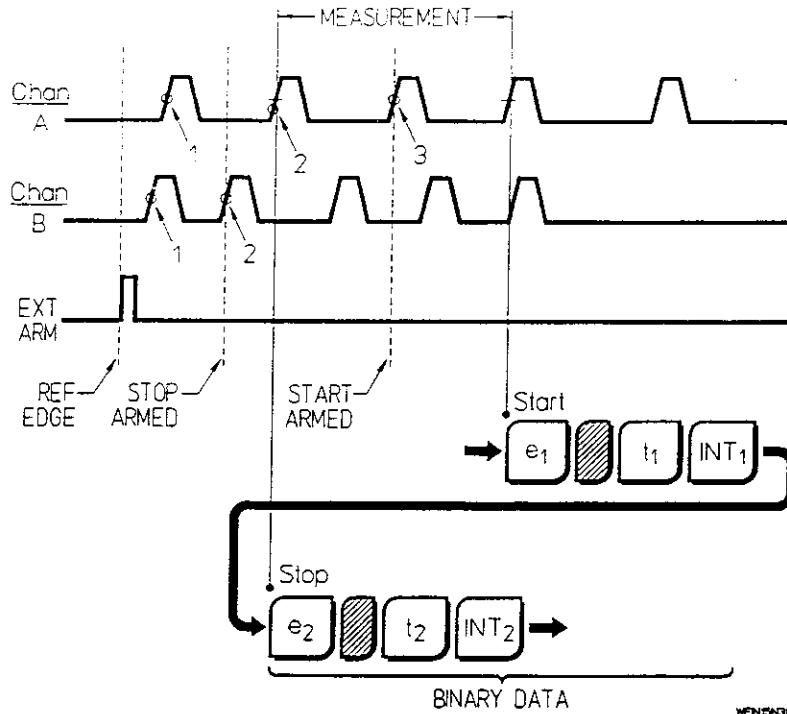 MEASUREMENT
Chan
A
1
2
3
Chan
B
1
2
EXT
ARM
REF
EDGE
STOP
ARMED
START
ARMED
Start
e1 t1 INT1
Stop
e2 t2 INT2
BINARY DATA